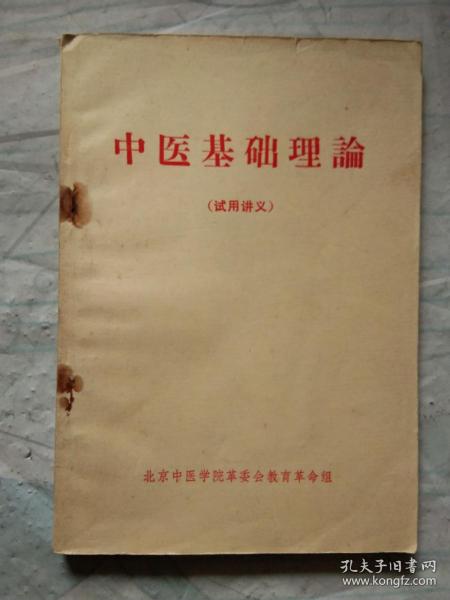 中医基础理論
（试用讲义）
北京中医学院革委会教育革命组
孔夫子旧书网
www.kongfz.com